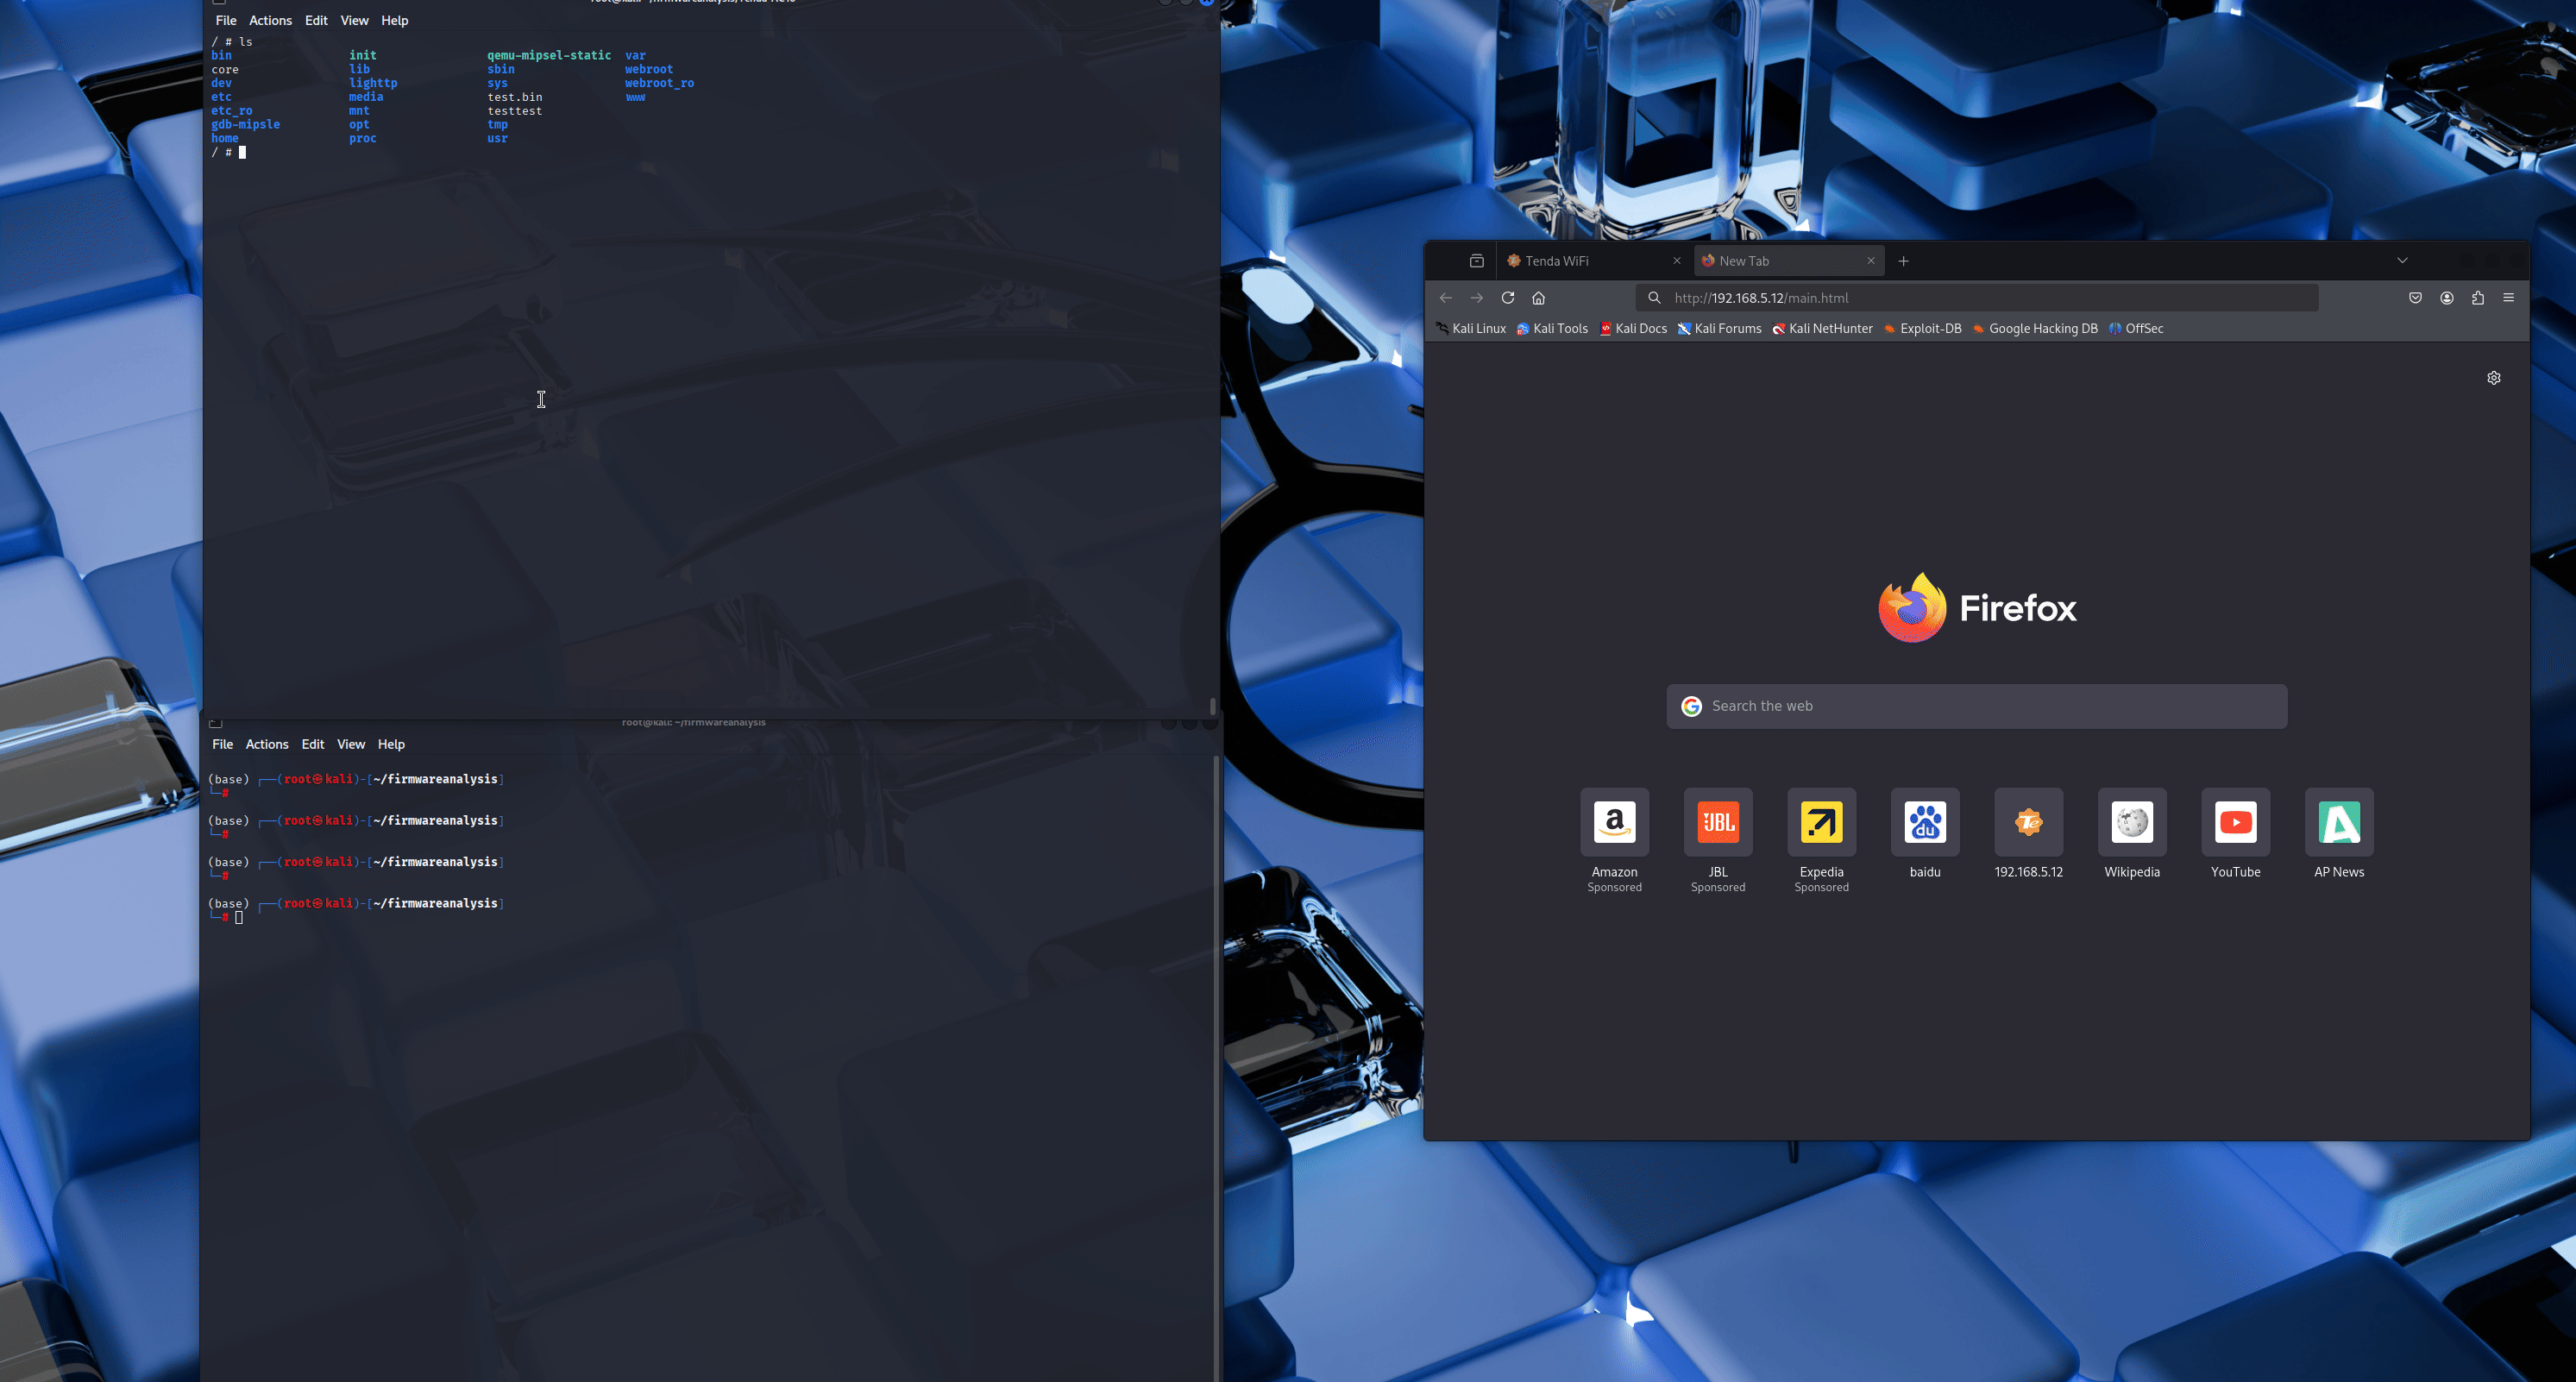 File Actions Edit View Help
/ # ls
bin init qemu-mipsel-static var
core lib sbin webroot
dev lighttp sys webroot_ro
etc media test.bin www
etc_ro mnt testtest
gdb-mipsle opt tmp
home proc usr
/ #
root@kali: ~/firmwareanalysis
File Actions Edit View Help
(base) ┌──(root㉿kali)-[~/firmwareanalysis]
└─#
(base) ┌──(root㉿kali)-[~/firmwareanalysis]
└─#
(base) ┌──(root㉿kali)-[~/firmwareanalysis]
└─#
(base) ┌──(root㉿kali)-[~/firmwareanalysis]
└─#
Tenda WiFi New Tab
http://192.168.5.12/main.html
Kali Linux Kali Tools Kali Docs Kali Forums Kali NetHunter Exploit-DB Google Hacking DB OffSec
Firefox
Search the web
a JBL du Te A
Amazon JBL Expedia baidu 192.168.5.12 Wikipedia YouTube AP News
Sponsored Sponsored Sponsored